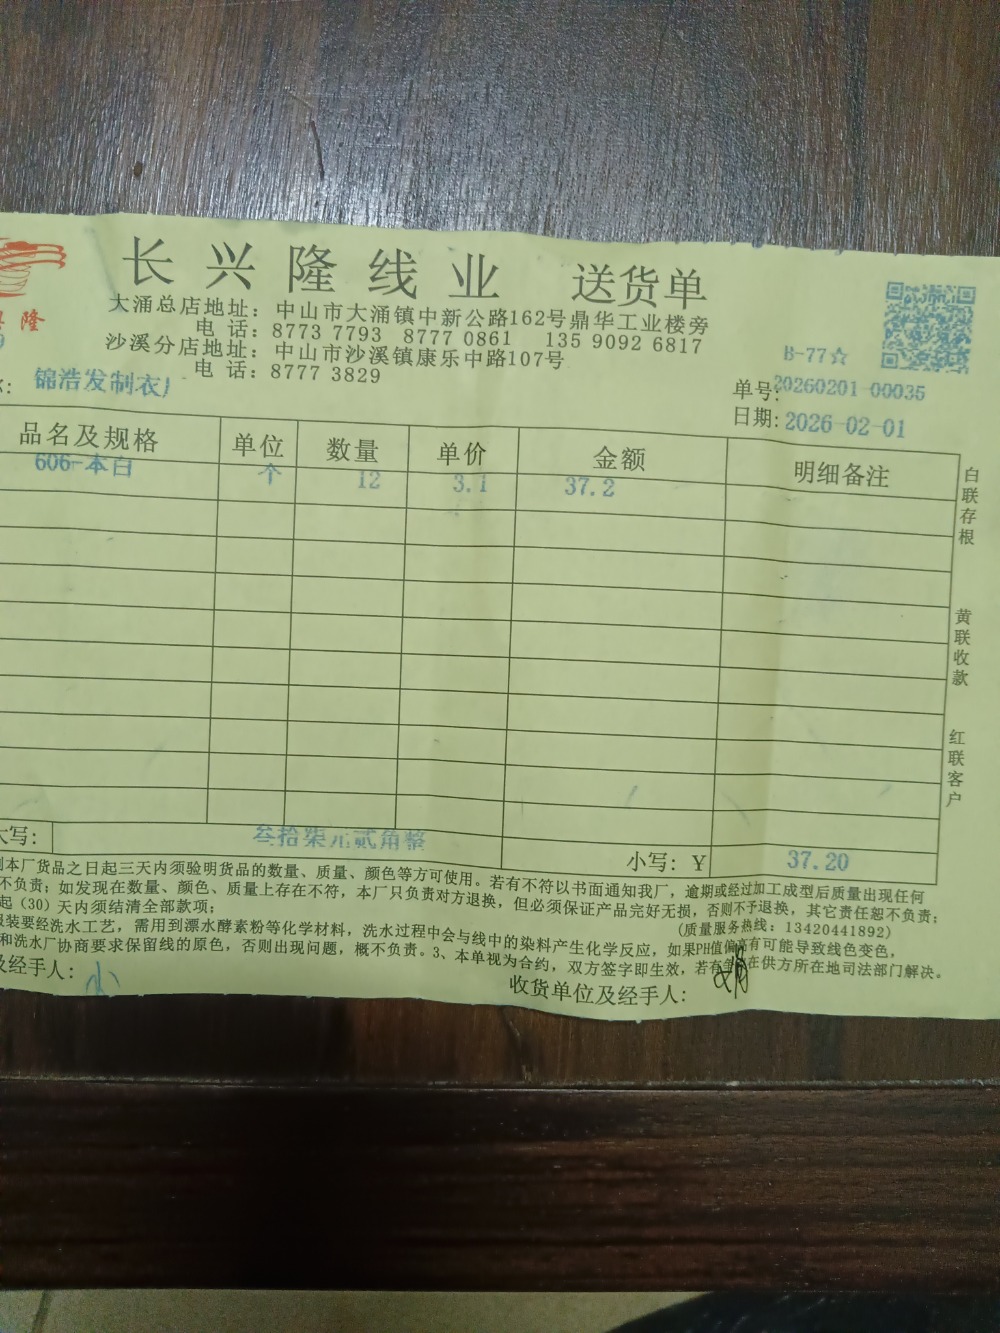 长兴隆线业 送货单
大涌总店地址：中山市大涌镇中新公路162号鼎华工业楼旁
电 话：8773 7793 8777 0861 135 9092 6817
沙溪分店地址：中山市沙溪镇康乐中路107号
电 话：8777 3829
隆
B-77☆
锦浩发制衣厂
单号：20260201-00035
日期：2026-02-01
品名及规格 单位 数量 单价 金额 明细备注
606-本白 个 12 3.1 37.2
白联存根
黄联收款
红联客户
大写： 叁拾柒元贰角整
小写：￥ 37.20
到本厂货品之日起三天内须验明货品的数量、质量、颜色等方可使用。若有不符以书面通知我厂，逾期或经过加工成型后质量出现任何
不负责；如发现在数量、颜色、质量上存在不符，本厂只负责对方退换，但必须保证产品完好无损，否则不予退换，其它责任恕不负责；
起（30）天内须结清全部款项；
(质量服务热线：13420441892)
服装要经洗水工艺，需用到漂水酵素粉等化学材料，洗水过程中会与线中的染料产生化学反应，如果PH值偏高有可能导致线色变色，
和洗水厂协商要求保留线的原色，否则出现问题，概不负责。3、本单视为合约，双方签字即生效，若有争议在供方所在地司法部门解决。
及经手人：
收货单位及经手人：